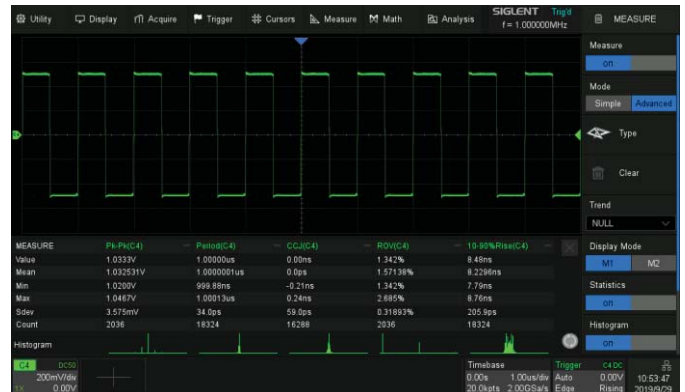 Utility Display Acquire Trigger Cursors Measure Math Analysis SIGLENT Trig'd MEASURE
f = 1.000000MHz
Measure
on
Mode
Simple Advanced
Type
Clear
Trend
NULL
Display Mode
M1 M2
Statistics
on
Histogram
on
MEASURE Pk-Pk(C4) Period(C4) CCJ(C4) ROV(C4) 10-90%Rise(C4)
Value 1.0333V 1.00000us 0.00ns 1.342% 8.48ns
Mean 1.032531V 1.0000001us 0.0ps 1.57138% 8.2296ns
Min 1.0200V 999.88ns -0.21ns 1.342% 7.79ns
Max 1.0467V 1.00013us 0.24ns 2.685% 8.76ns
Sdev 3.575mV 34.0ps 59.0ps 0.31893% 205.9ps
Count 2036 18324 16288 2036 18324
Histogram
C4 DC50
200mV/div
1X 0.00V
Timebase
0.00s 1.00us/div
20.0kpts 2.00GSa/s
Trigger C4 DC
Auto 0.00V
Edge Rising
10:53:47
2019/9/29